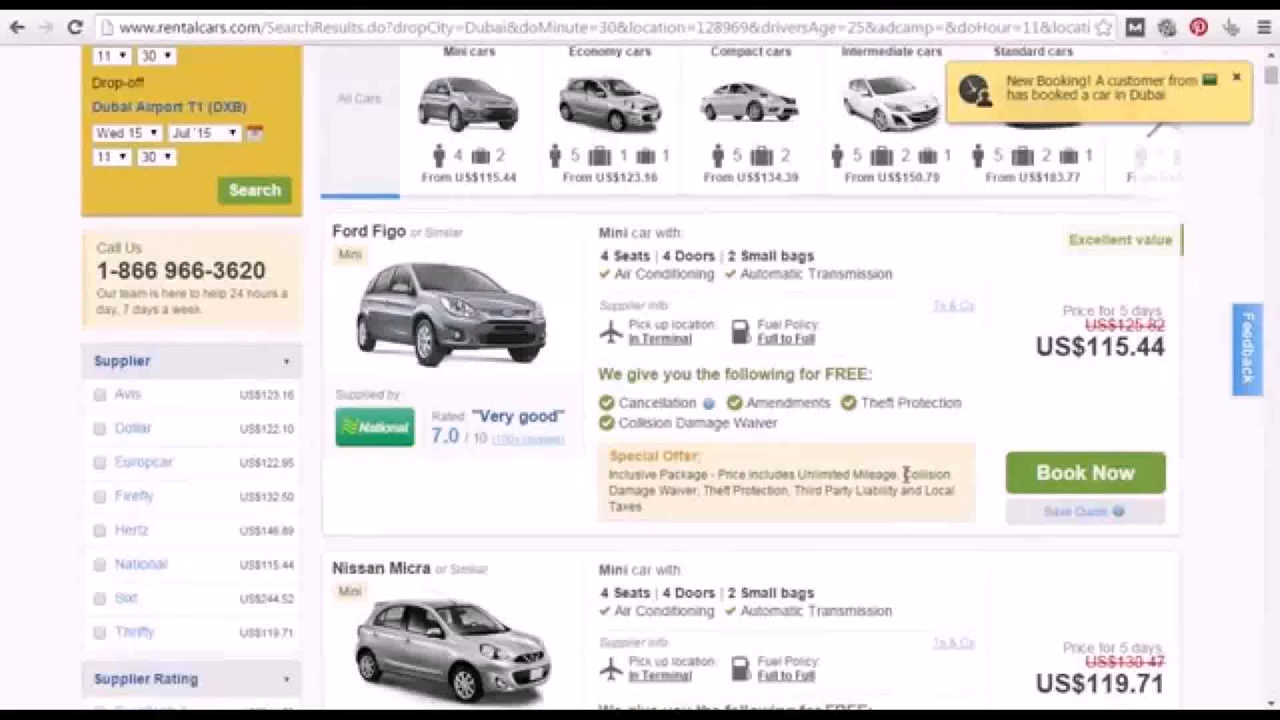 www.rentalcars.com/SearchResults.do?dropCity=Dubai&doMinute=30&location=128969&driversAge=25&adcamp=&doHour=11&locati
11 30
Drop-off
Dubai Airport T1 (DXB)
Wed 15 Jul '15
11 30
Search
Call Us
1-866 966-3620
Our team is here to help 24 hours a
day, 7 days a week.
Supplier
Avis US$123.16
Dollar US$122.10
Europcar US$122.95
Firefly US$132.50
Hertz US$146.89
National US$115.44
Sixt US$244.52
Thrifty US$119.71
Supplier Rating
Mini cars Economy cars Compact cars Intermediate cars Standard cars
All Cars
4 2 5 1 1 5 2 5 2 1 5 2 1
From US$115.44 From US$123.16 From US$134.39 From US$150.79 From US$183.77
New Booking! A customer from
has booked a car in Dubai
Ford Figo or Similar
Mini
Supplied by:
National
Rated: "Very good"
7.0 / 10
Mini car with:
4 Seats | 4 Doors | 2 Small bags
Air Conditioning Automatic Transmission
Supplier info: Ts & Cs
Pick up location: Fuel Policy:
In Terminal Full to Full
We give you the following for FREE:
Cancellation Amendments Theft Protection
Collision Damage Waiver
Special Offer:
Inclusive Package - Price includes Unlimited Mileage, Collision
Damage Waiver, Theft Protection, Third Party Liability and Local
Taxes
Excellent value
Price for 5 days
US$125.82
US$115.44
Book Now
Save Quote
Feedback
Nissan Micra or Similar
Mini
Mini car with:
4 Seats | 4 Doors | 2 Small bags
Air Conditioning Automatic Transmission
Supplier info: Ts & Cs
Pick up location: Fuel Policy:
In Terminal Full to Full
Price for 5 days
US$130.47
US$119.71
We give you the following for FREE: